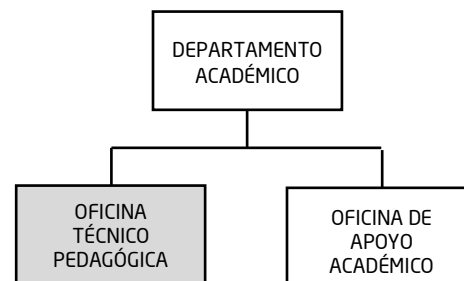 DEPARTAMENTO
ACADÉMICO
OFICINA
TÉCNICO
PEDAGÓGICA
OFICINA DE
APOYO
ACADÉMICO